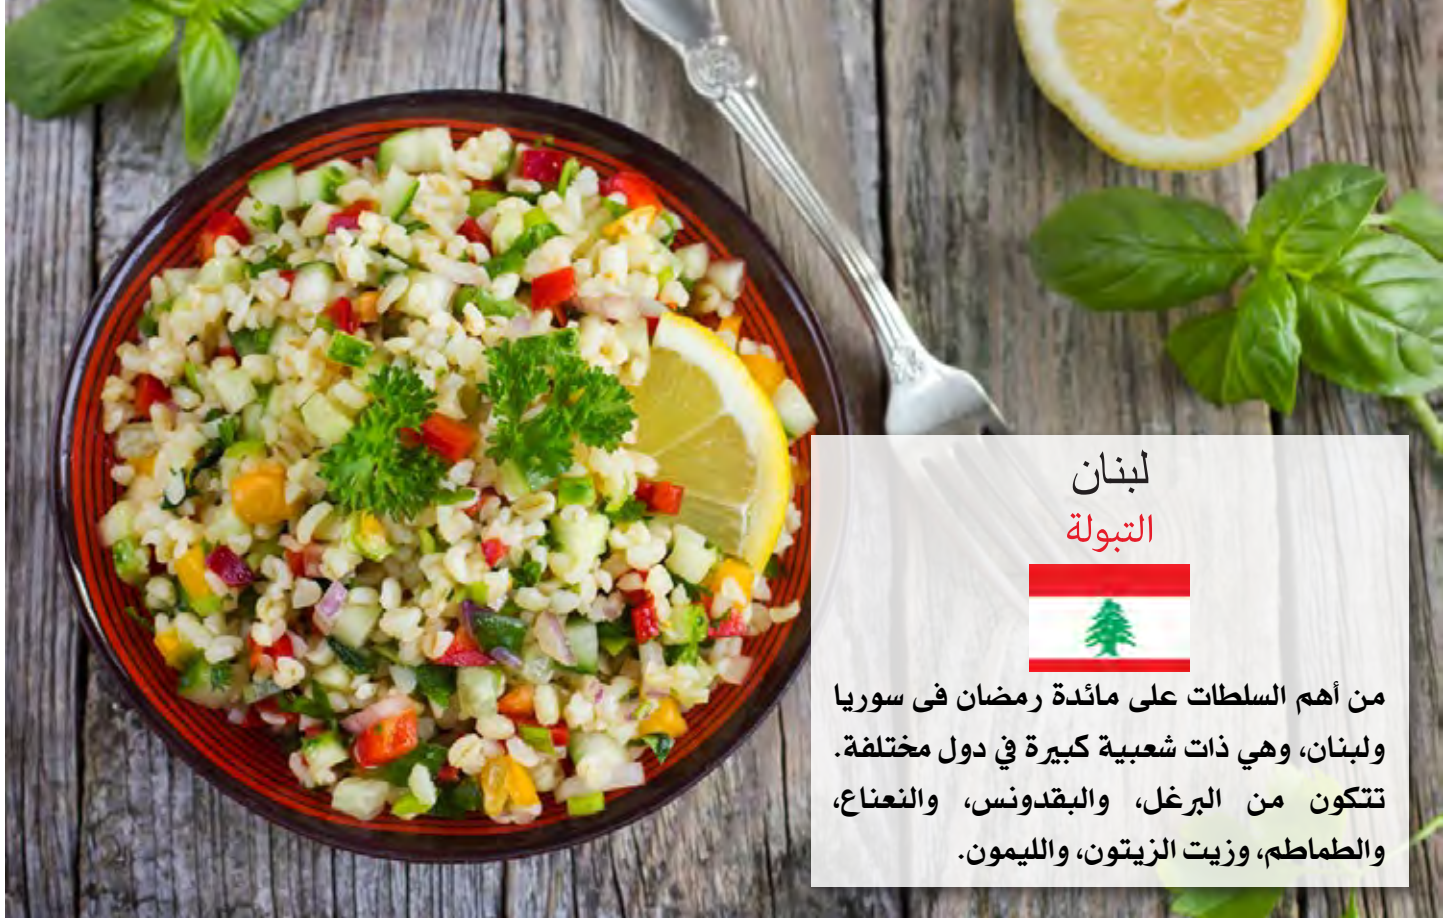 لبنان
التبولة
من أهم السلطات على مائدة رمضان فى سوريا
ولبنان، وهي ذات شعبية كبيرة في دول مختلفة.
تتكون من البرغل، والبقدونس، والنعناع،
والطماطم، وزيت الزيتون، والليمون.